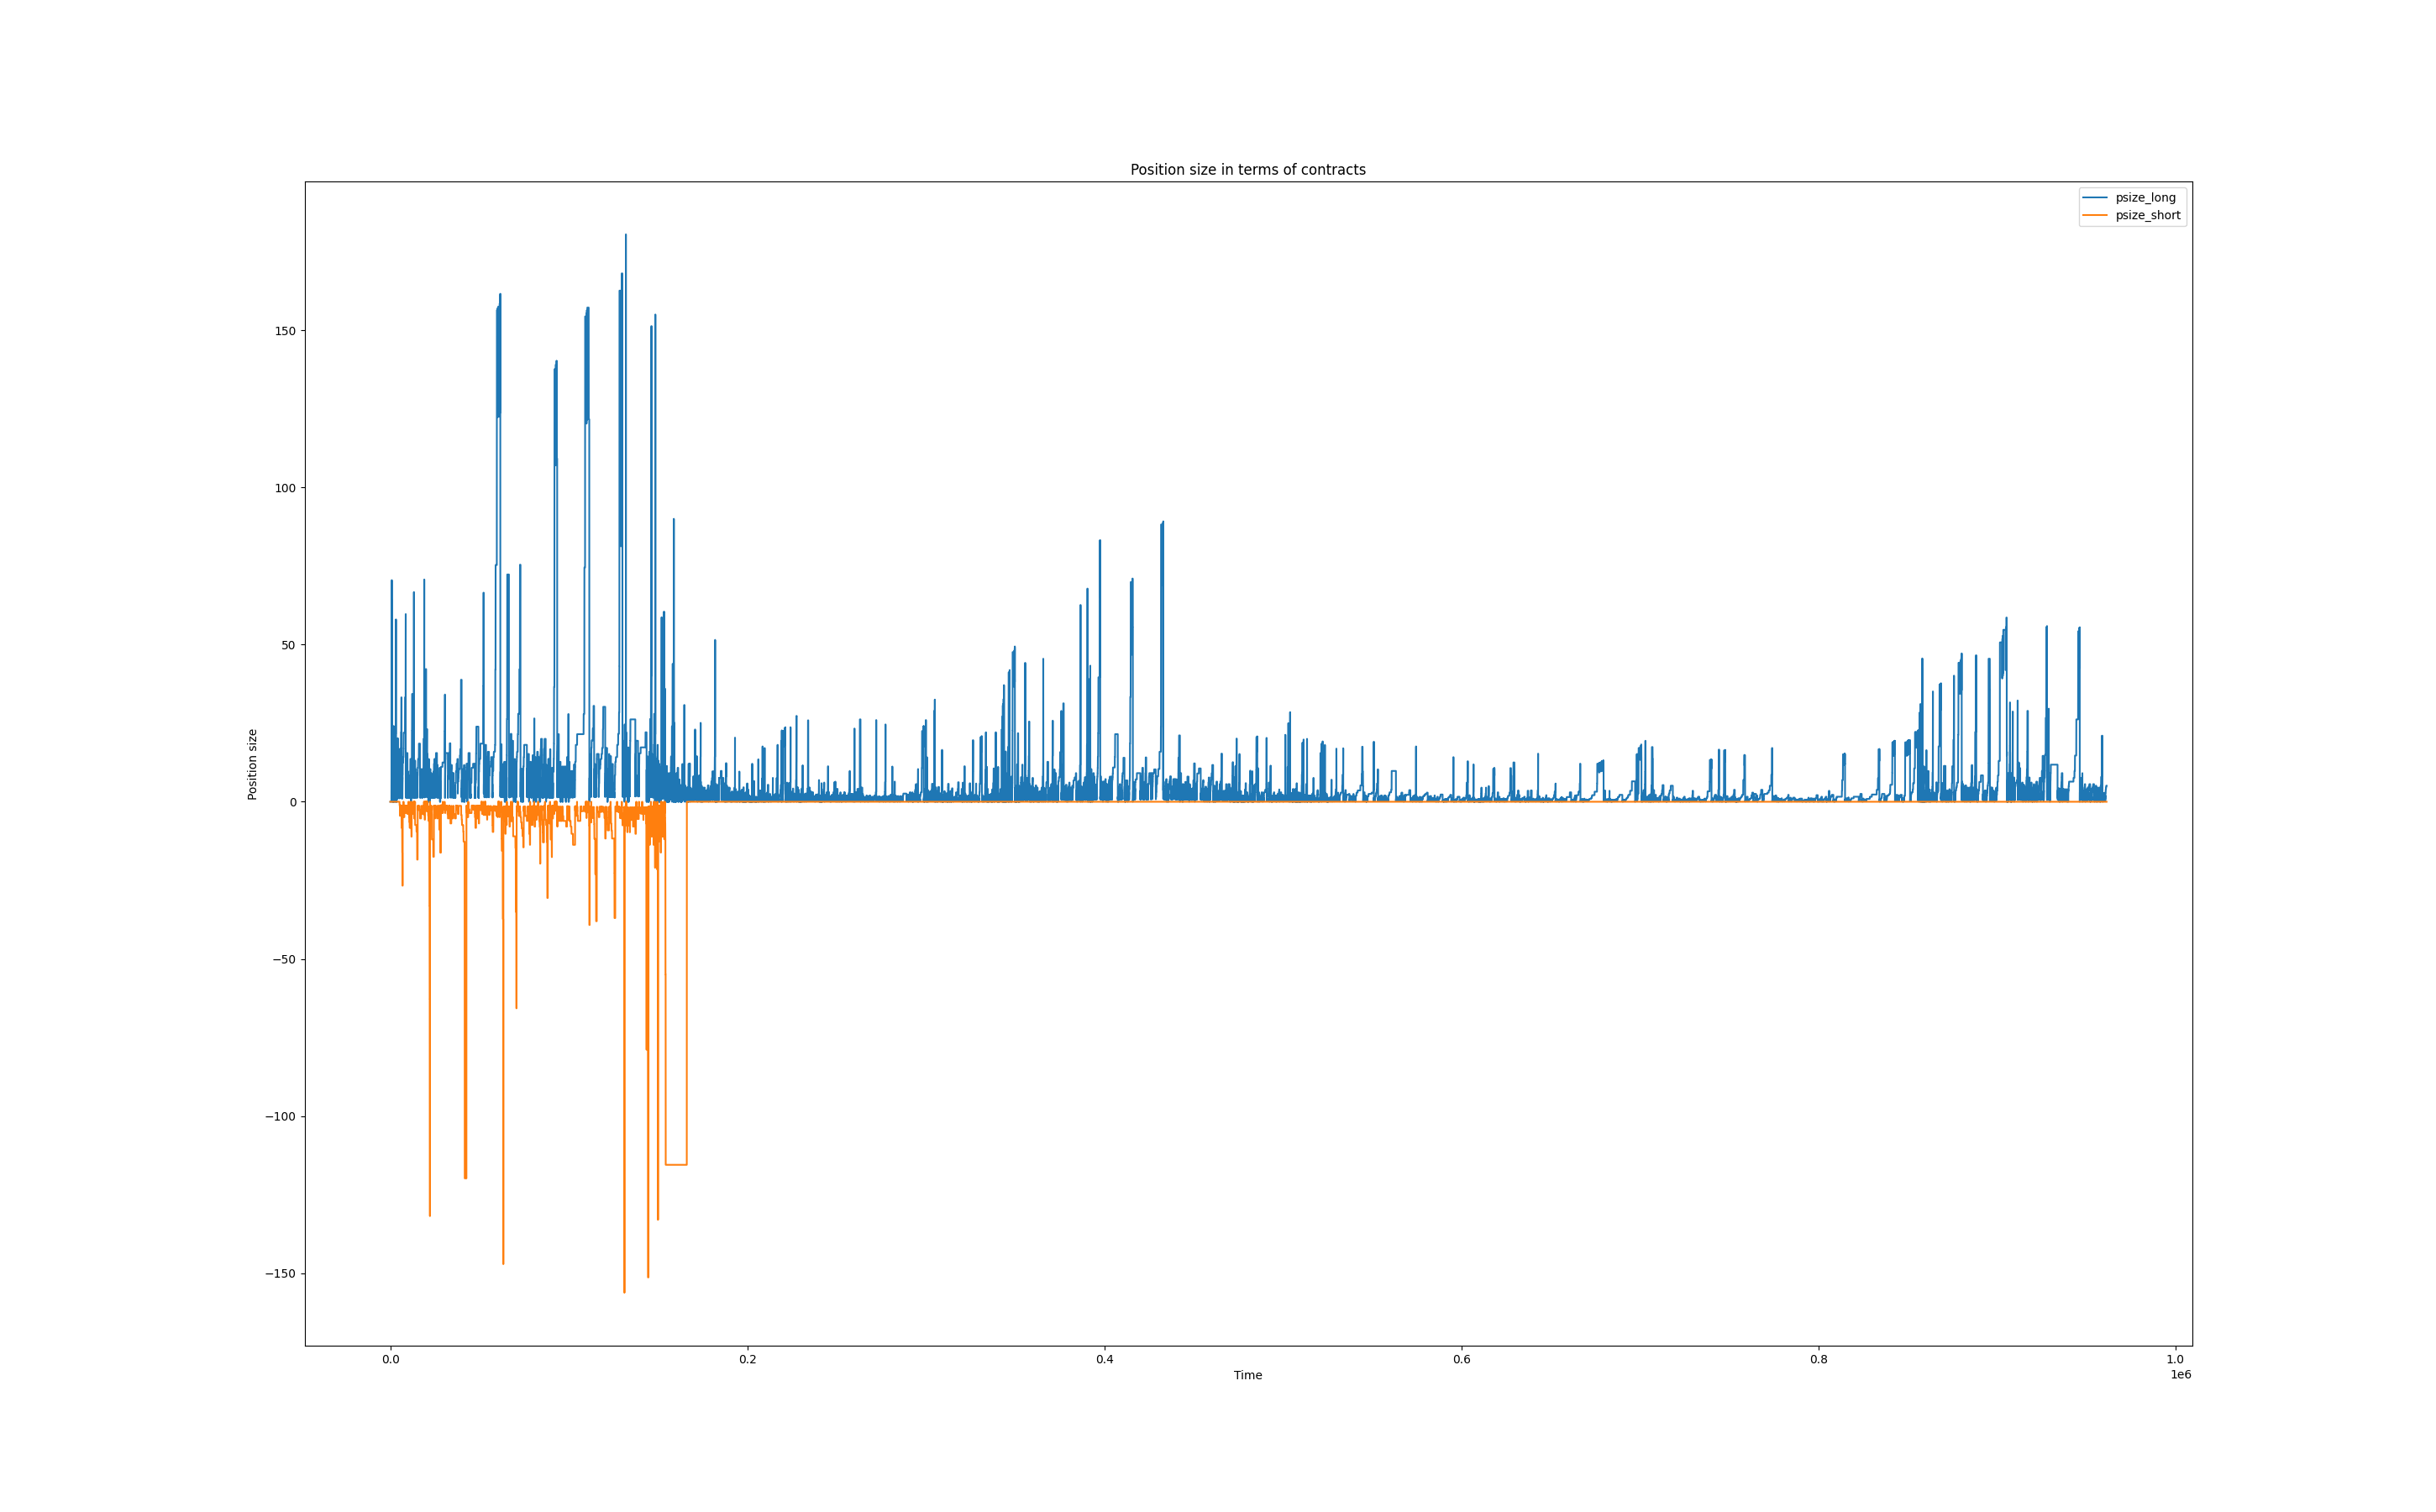 Position size in terms of contracts
psize_long
psize_short
150
100
50
0
−50
−100
−150
Position size
0.0
0.2
0.4
0.6
0.8
1.0
1e6
Time